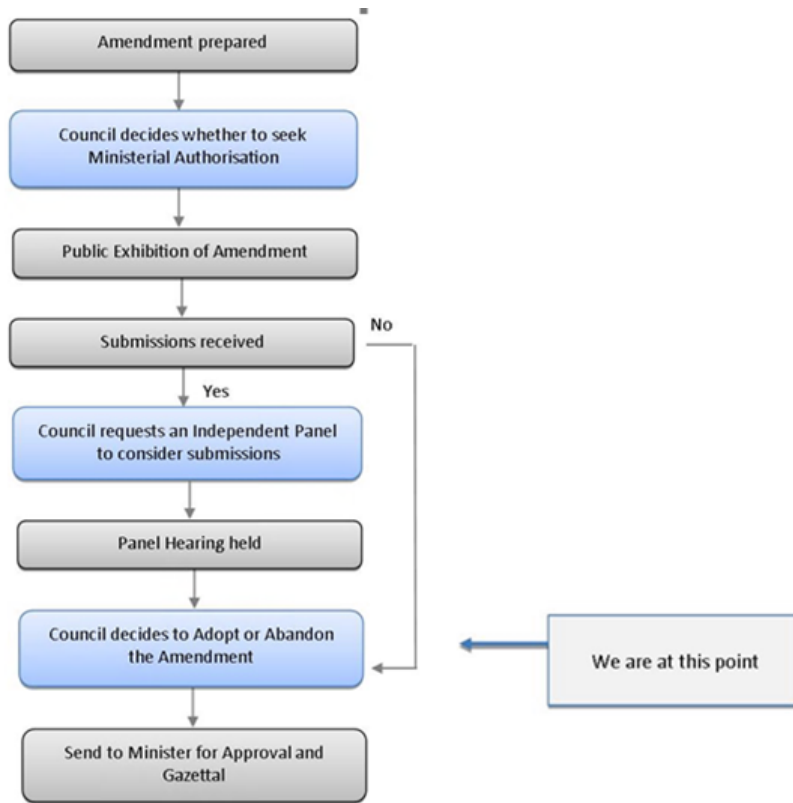 Amendment prepared
Council decides whether to seek
Ministerial Authorisation
Public Exhibition of Amendment
Submissions received
No
Yes
Council requests an Independent Panel
to consider submissions
Panel Hearing held
Council decides to Adopt or Abandon
the Amendment
We are at this point
Send to Minister for Approval and
Gazettal